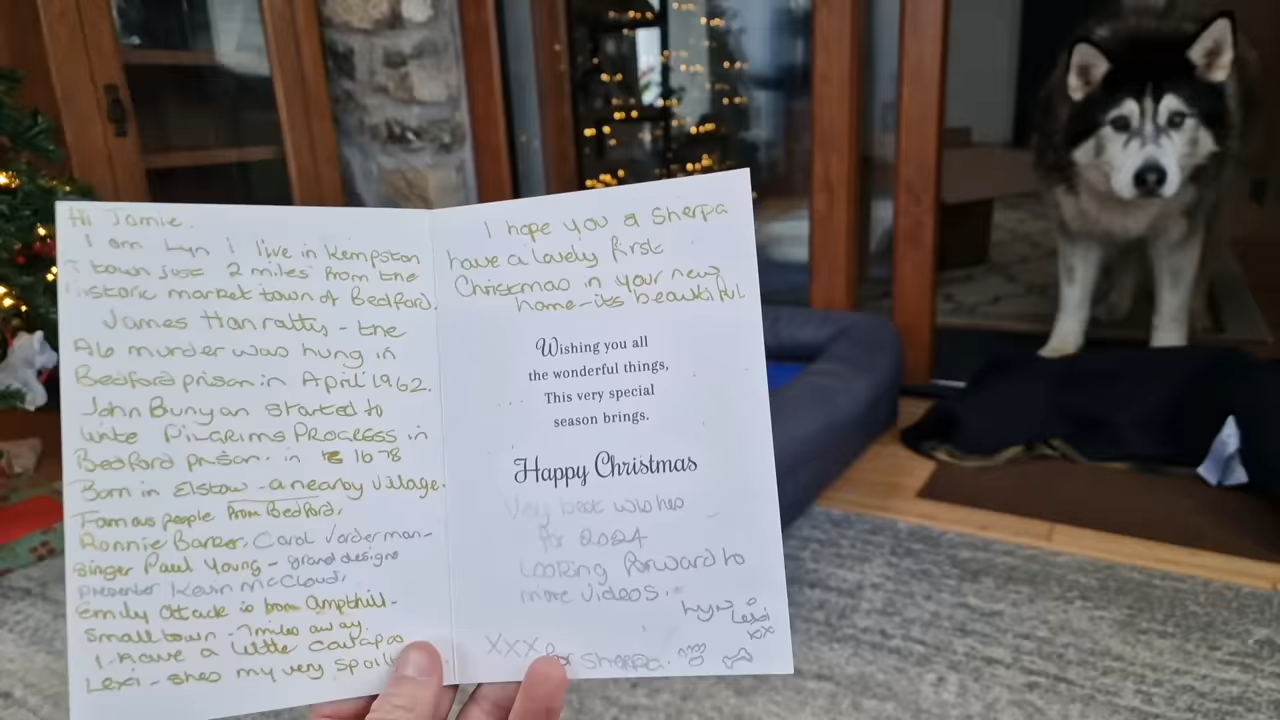 Hi Jamie.
I am Lyn i live in Kempston
town just 2 miles from the
historic market town of Bedford.
James Hanratty - the
A6 murder was hung in
Bedford prison in April 1962.
John Bunyan started to
write PILGRIMS PROGRESS in
Bedford prison. in 1678
Born in Elstow - a nearby village.
Famous people from Bedford,
Ronnie Barker, Carol Vorderman -
singer Paul Young - grand designs
presenter Kevin McCloud,
Emily Attack is from Ampthill -
small town - 7 miles away.
I have a little cavapoo
Lexi - shes my very
I hope you & Sherpa
have a lovely first
Christmas in your new
home - its beautiful
Wishing you all
the wonderful things,
This very special
season brings.
Happy Christmas
Very best wishes
for 2024
Looking forward to
more videos.
Lyn Lexi
xx
XXX for Sherpa.